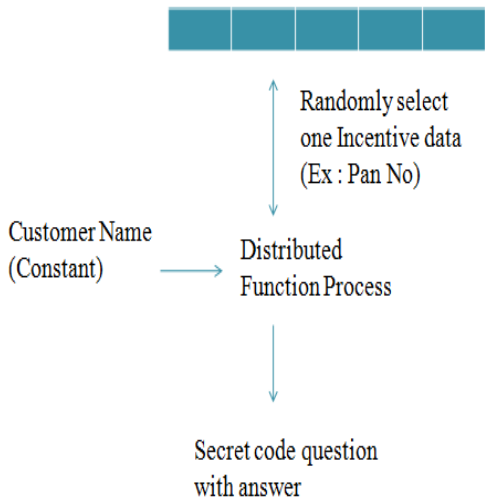 Randomly select
one Incentive data
(Ex : Pan No)
Customer Name
(Constant)
Distributed
Function Process
Secret code question
with answer